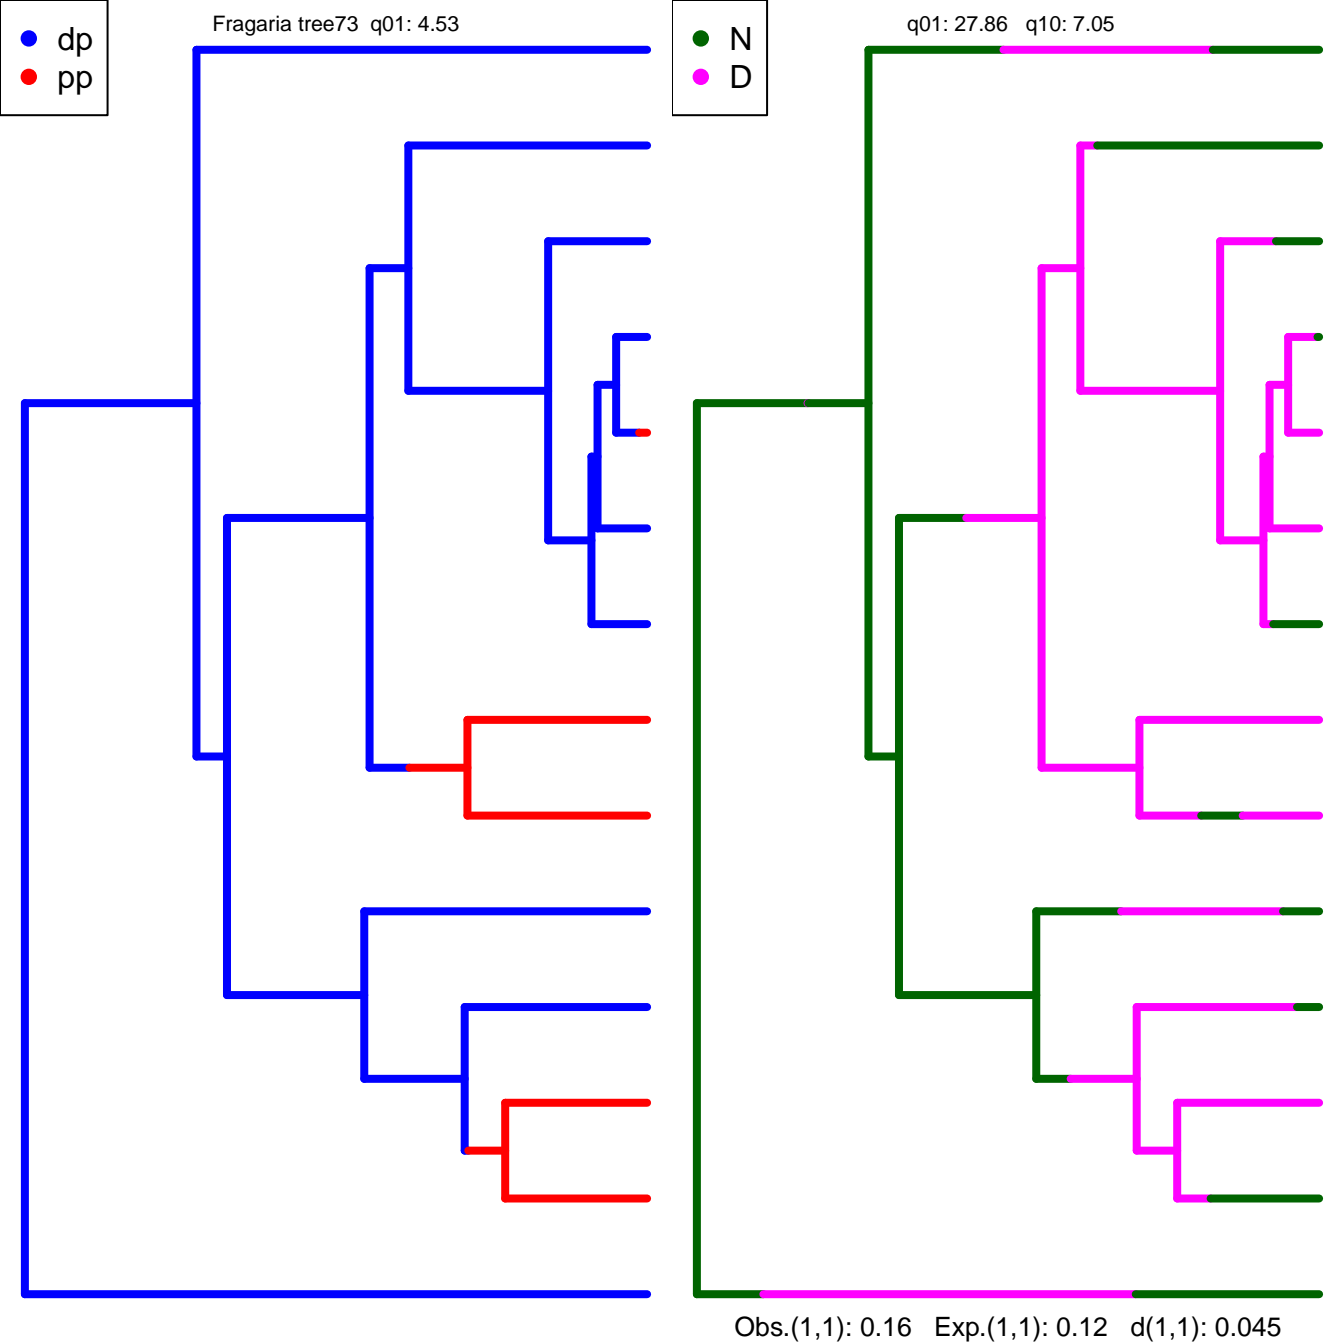 Fragaria tree73  q01: 4.53
dp
pp
q01: 27.86   q10: 7.05
N
D
Obs.(1,1): 0.16   Exp.(1,1): 0.12   d(1,1): 0.045